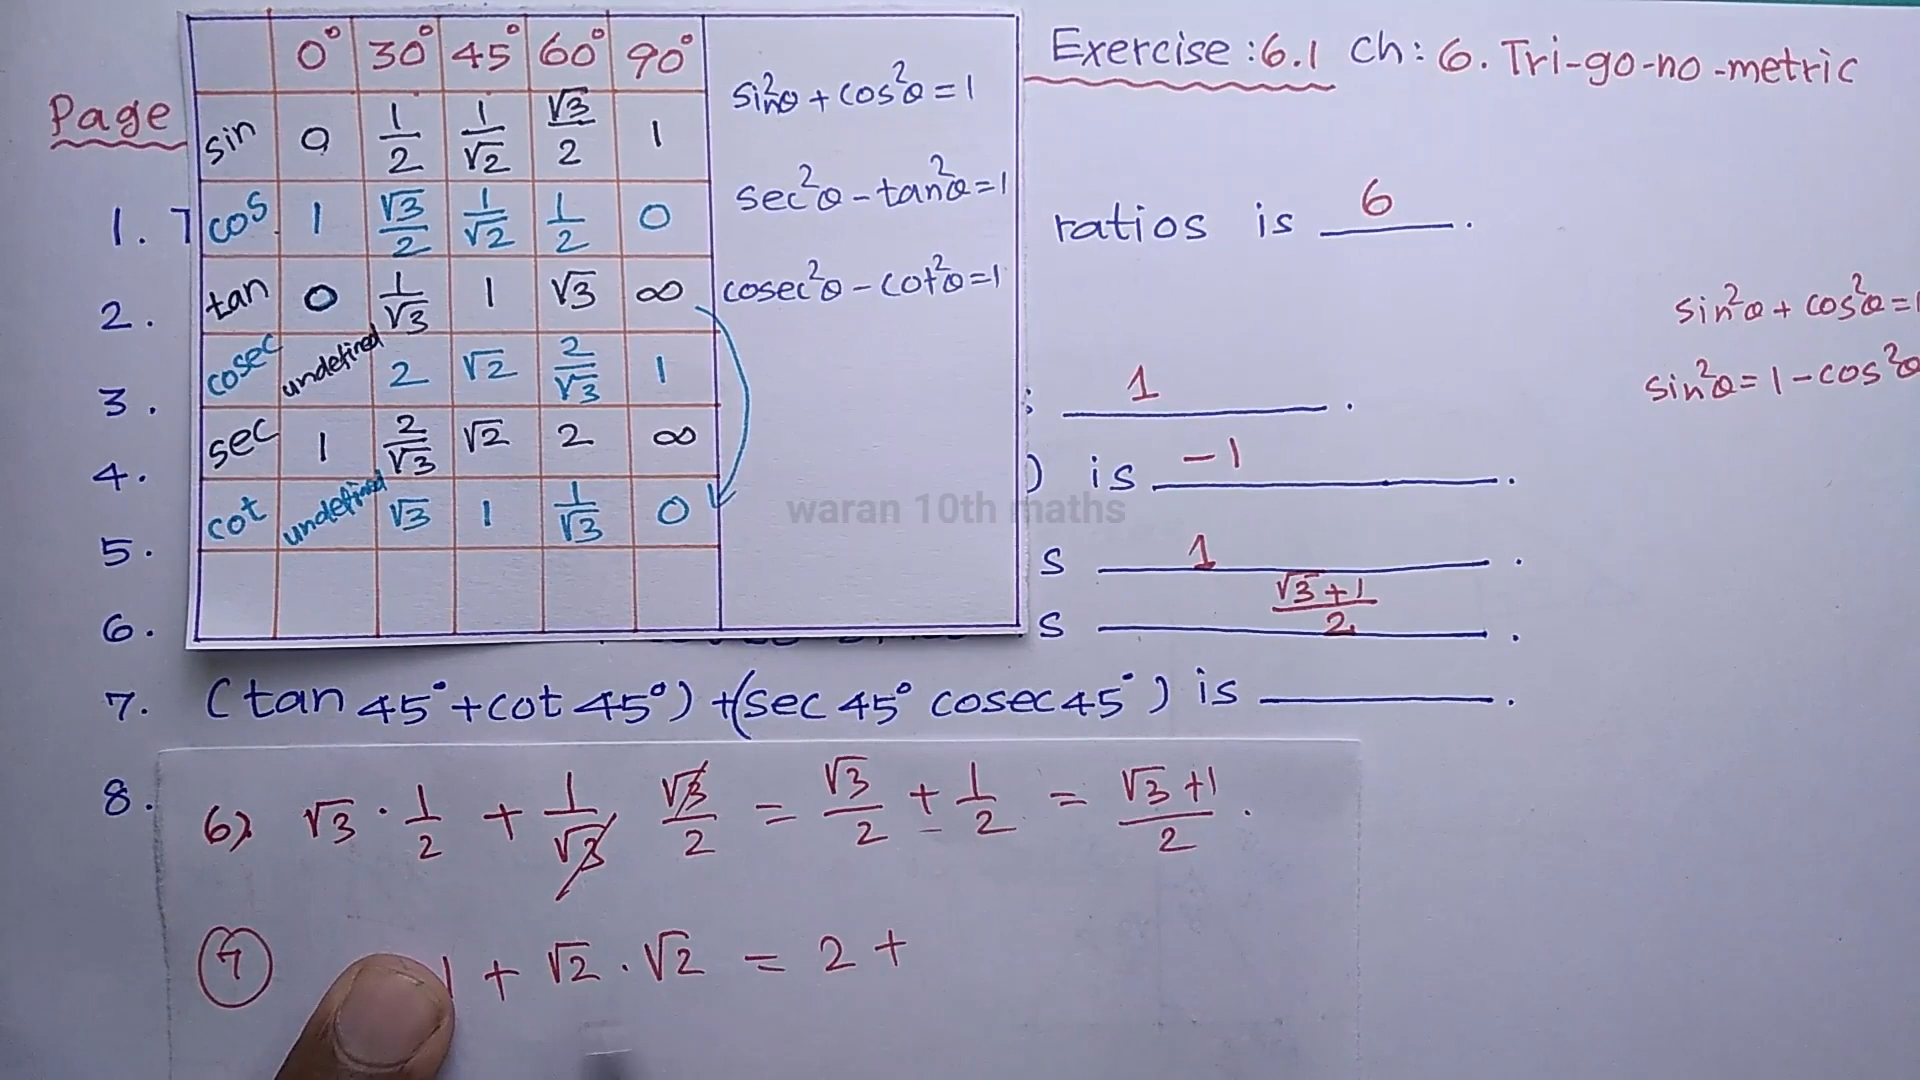 Exercise : 6.1 Ch : 6. Tri-go-no-metric
Page
0° 30° 45° 60° 90°
sin 0 1/2 1/√2 √3/2 1
cos 1 √3/2 1/√2 1/2 0
tan 0 1/√3 1 √3 ∞
cosec undefined 2 √2 2/√3 1
sec 1 2/√3 √2 2 ∞
cot undefined √3 1 1/√3 0
sin²θ + cos²θ = 1
sec²θ - tan²θ = 1
cosec²θ - cot²θ = 1
1. T ratios is 6 .
2.
sin²θ + cos²θ = 1
sin²θ = 1 - cos²θ
3. : 1 .
4. ) is -1 .
waran 10th maths
5. s 1 .
6. s √3+1/2 .
7. (tan 45° + cot 45°) + (sec 45° cosec 45°) is ______ .
8.
6) √3 · 1/2 + 1/√3 √3/2 = √3/2 + 1/2 = √3+1/2 .
7 1 + √2 . √2 = 2 +